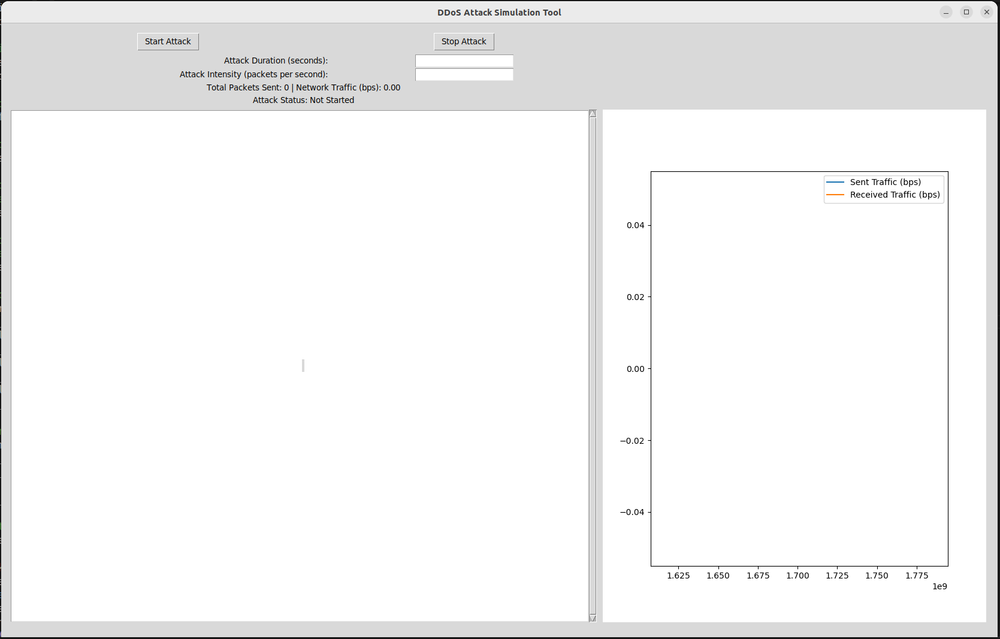 DDoS Attack Simulation Tool
Start Attack
Stop Attack
Attack Duration (seconds):
Attack Intensity (packets per second):
Total Packets Sent: 0 | Network Traffic (bps): 0.00
Attack Status: Not Started
Sent Traffic (bps)
Received Traffic (bps)
0.04
0.02
0.00
−0.02
−0.04
1.625 1.650 1.675 1.700 1.725 1.750 1.775
1e9